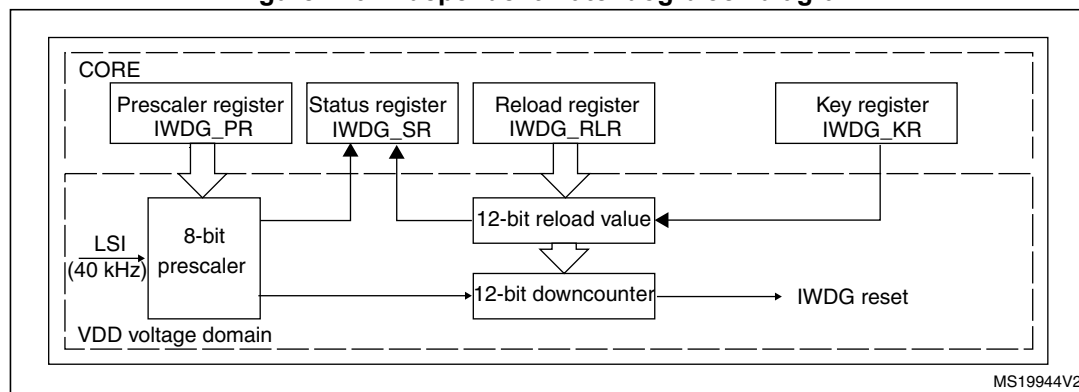 CORE
Prescaler register
IWDG_PR
Status register
IWDG_SR
Reload register
IWDG_RLR
Key register
IWDG_KR
LSI
(40 kHz)
8-bit
prescaler
12-bit reload value
12-bit downcounter
IWDG reset
VDD voltage domain
MS19944V2